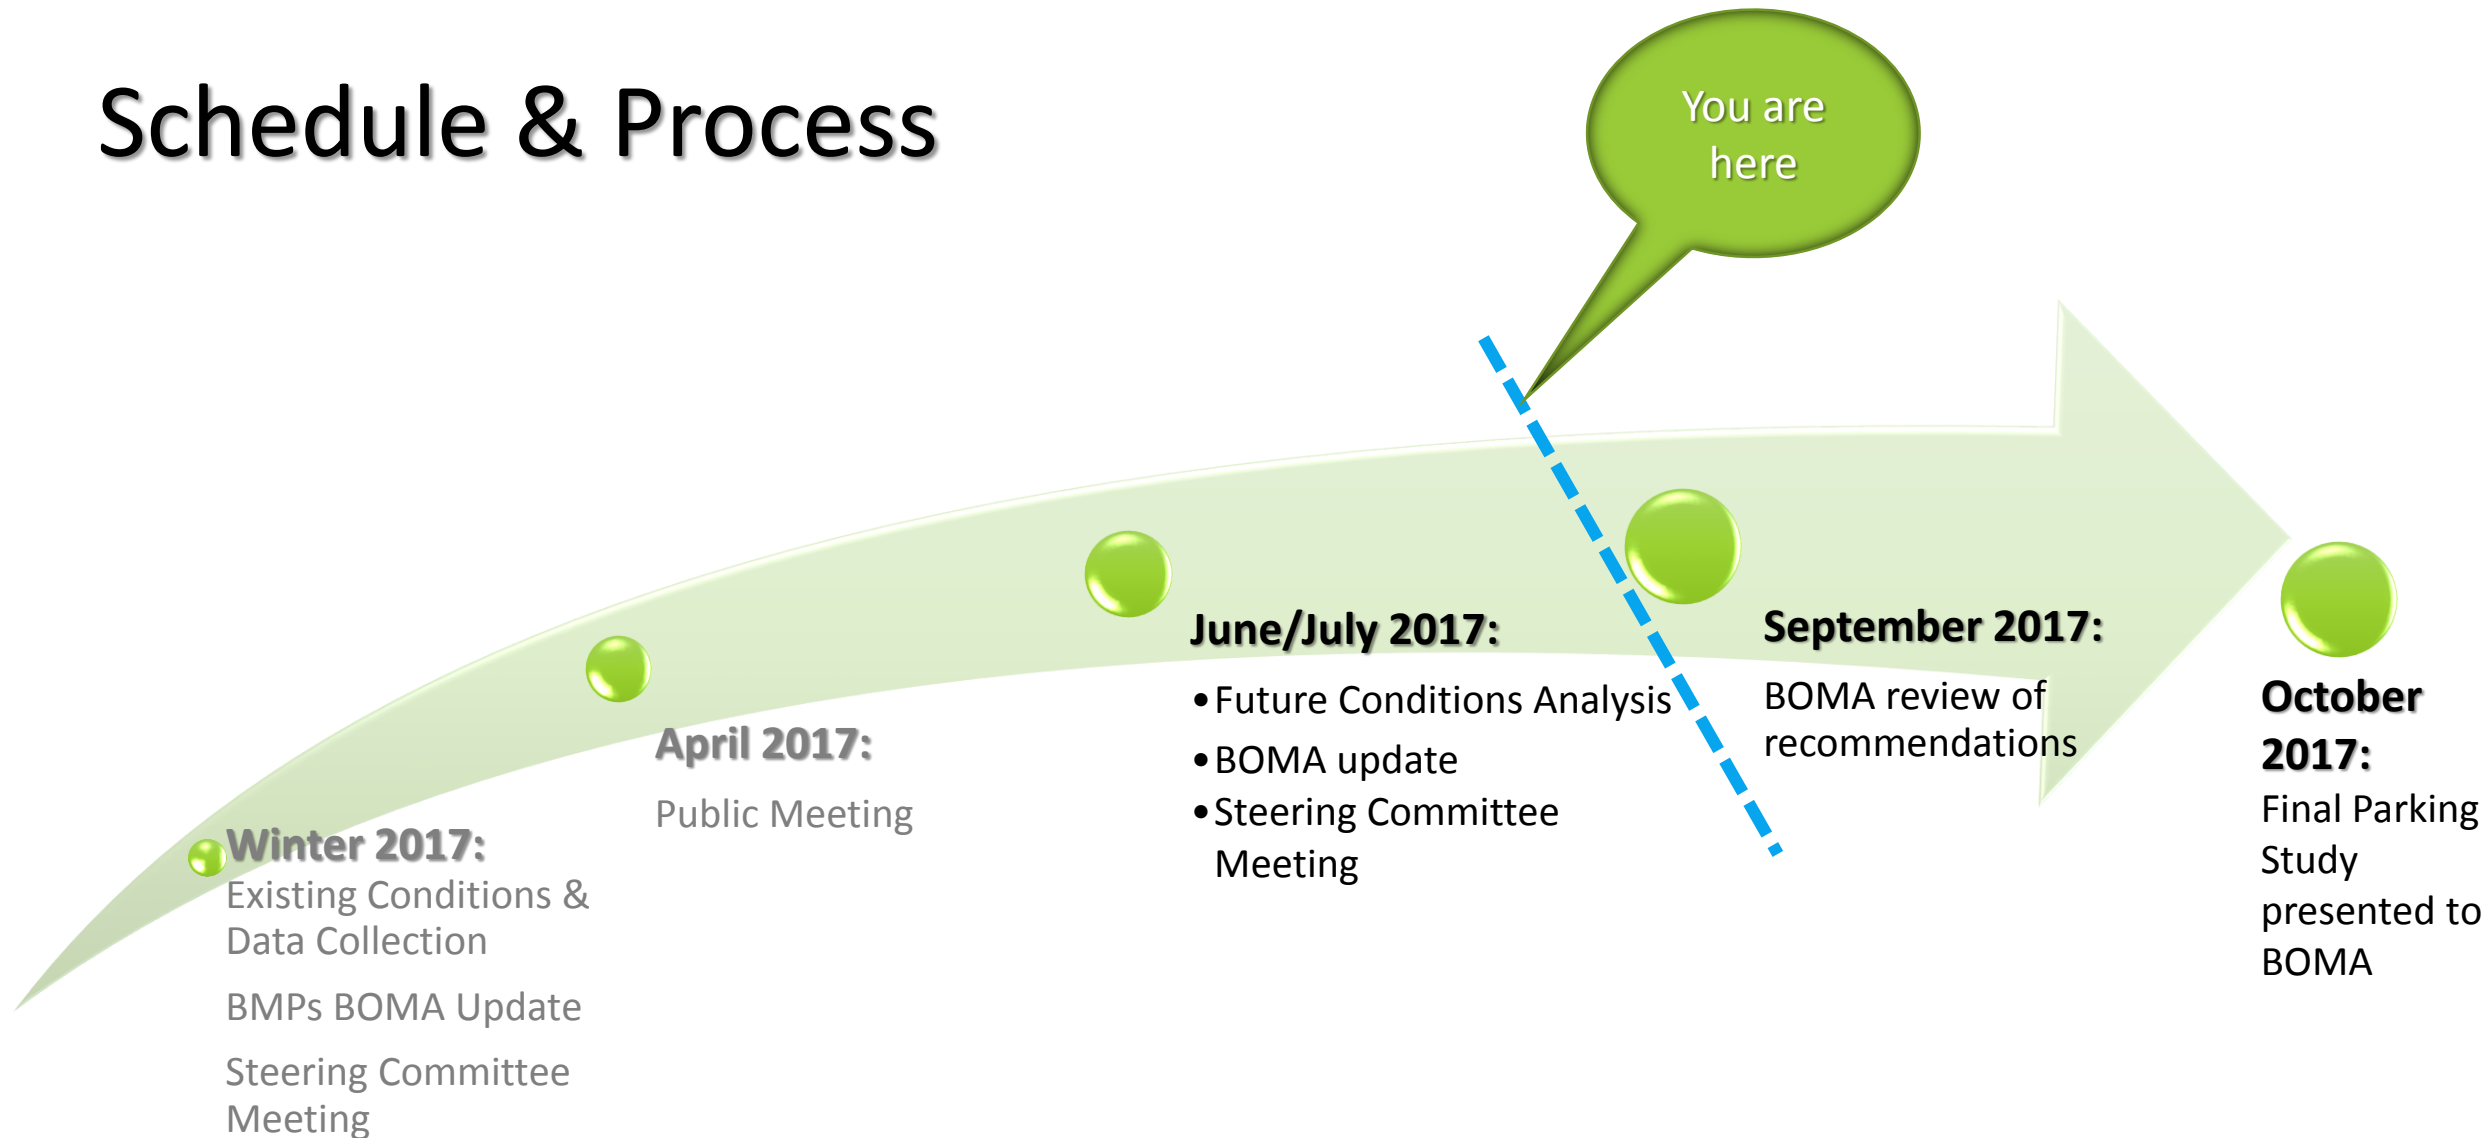 Schedule & Process
You are
here
Winter 2017:
Existing Conditions &
Data Collection
BMPs BOMA Update
Steering Committee
Meeting
April 2017:
Public Meeting
June/July 2017:
•Future Conditions Analysis
•BOMA update
•Steering Committee
Meeting
September 2017:
BOMA review of
recommendations
October
2017:
Final Parking
Study
presented to
BOMA